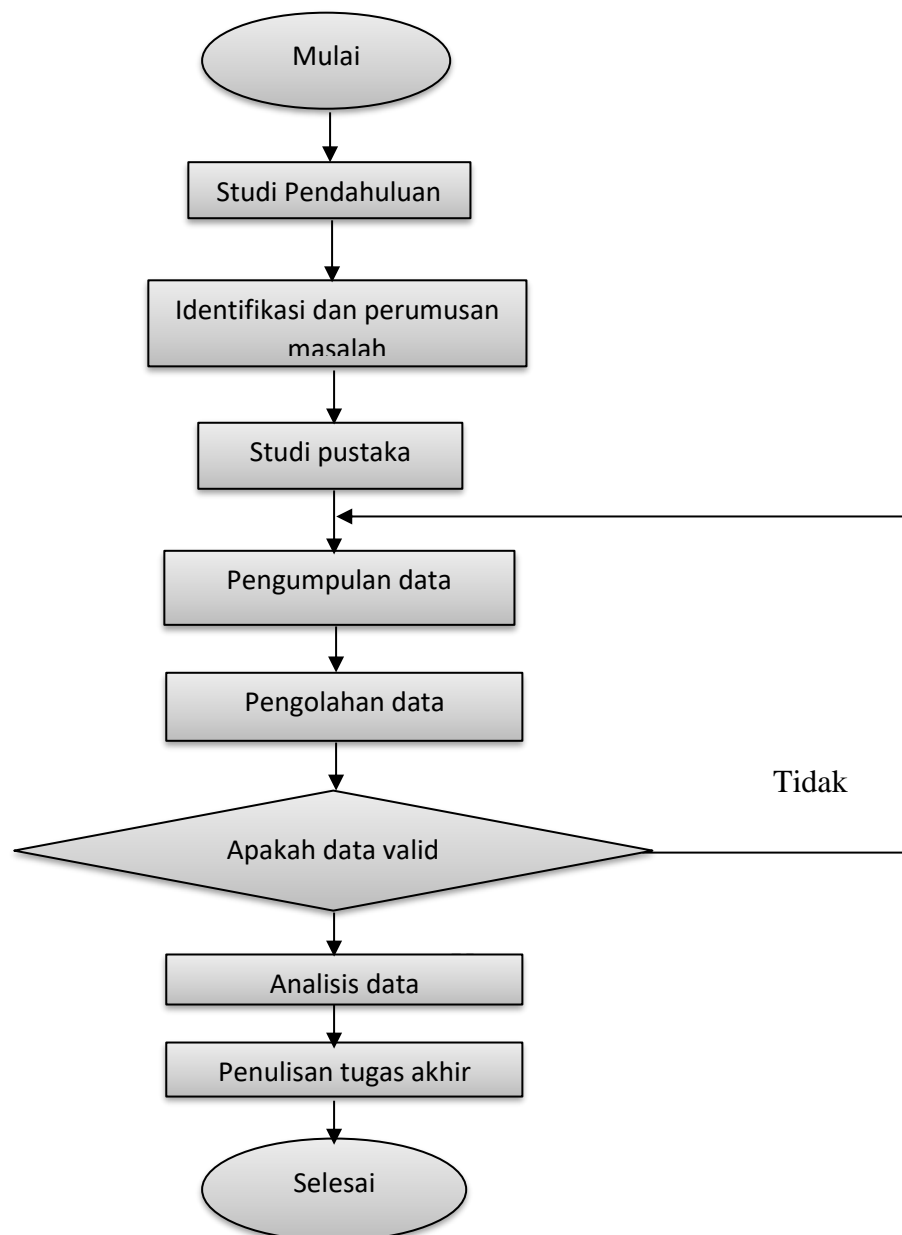 Mulai
Studi Pendahuluan
Identifikasi dan perumusan
masalah
Studi pustaka
Pengumpulan data
Pengolahan data
Tidak
Apakah data valid
Analisis data
Penulisan tugas akhir
Selesai